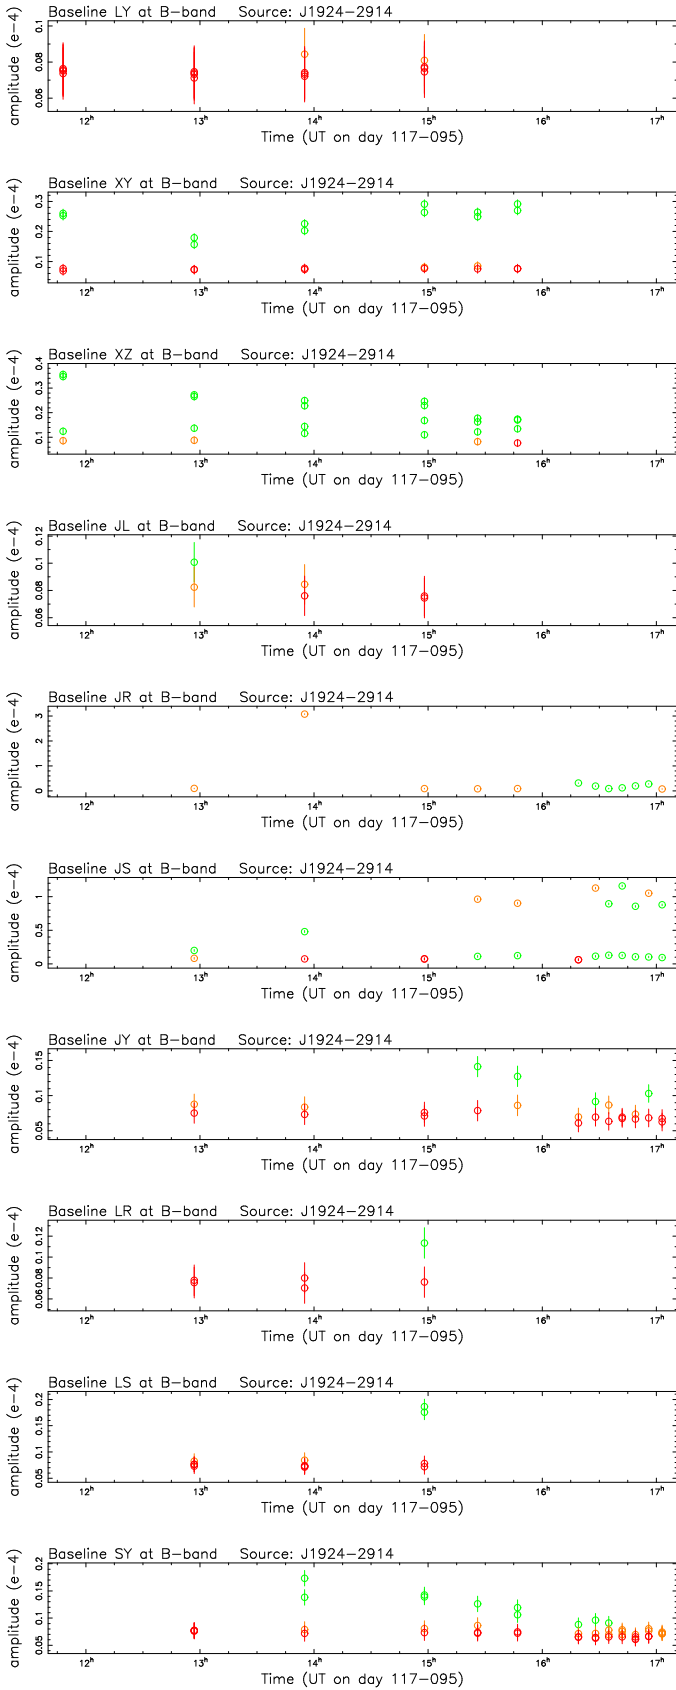 Baseline LY at B-band Source: J1924-2914
amplitude (e-4)
0.06 0.08 0.1
12h 13h 14h 15h 16h 17h
Time (UT on day 117-095)
Baseline XY at B-band Source: J1924-2914
amplitude (e-4)
0.1 0.2 0.3
12h 13h 14h 15h 16h 17h
Time (UT on day 117-095)
Baseline XZ at B-band Source: J1924-2914
amplitude (e-4)
0.1 0.2 0.3 0.4
12h 13h 14h 15h 16h 17h
Time (UT on day 117-095)
Baseline JL at B-band Source: J1924-2914
amplitude (e-4)
0.06 0.08 0.1 0.12
12h 13h 14h 15h 16h 17h
Time (UT on day 117-095)
Baseline JR at B-band Source: J1924-2914
amplitude (e-4)
0 1 2 3
12h 13h 14h 15h 16h 17h
Time (UT on day 117-095)
Baseline JS at B-band Source: J1924-2914
amplitude (e-4)
0 0.5 1
12h 13h 14h 15h 16h 17h
Time (UT on day 117-095)
Baseline JY at B-band Source: J1924-2914
amplitude (e-4)
0.05 0.1 0.15
12h 13h 14h 15h 16h 17h
Time (UT on day 117-095)
Baseline LR at B-band Source: J1924-2914
amplitude (e-4)
0.06 0.08 0.1 0.12
12h 13h 14h 15h 16h 17h
Time (UT on day 117-095)
Baseline LS at B-band Source: J1924-2914
amplitude (e-4)
0.05 0.1 0.15 0.2
12h 13h 14h 15h 16h 17h
Time (UT on day 117-095)
Baseline SY at B-band Source: J1924-2914
amplitude (e-4)
0.05 0.1 0.15 0.2
12h 13h 14h 15h 16h 17h
Time (UT on day 117-095)